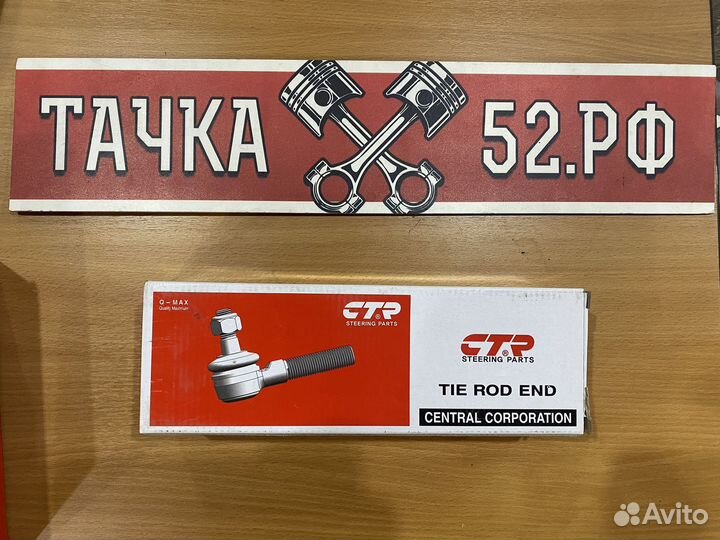 ТАЧКА 52.РФ
Q-MAX
Quality Maximum
CTR
STEERING PARTS
CTR
STEERING PARTS
TIE ROD END
CENTRAL CORPORATION
Avito